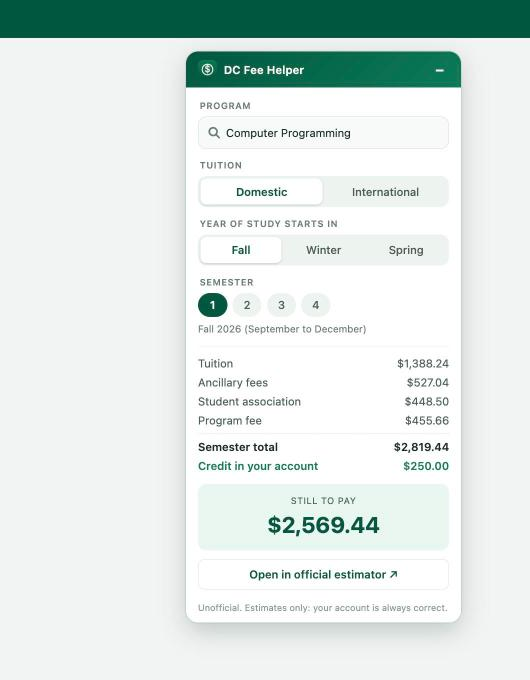 DC Fee Helper –
PROGRAM
Computer Programming
TUITION
Domestic International
YEAR OF STUDY STARTS IN
Fall Winter Spring
SEMESTER
1 2 3 4
Fall 2026 (September to December)
Tuition $1,388.24
Ancillary fees $527.04
Student association $448.50
Program fee $455.66
Semester total $2,819.44
Credit in your account $250.00
STILL TO PAY
$2,569.44
Open in official estimator ↗
Unofficial. Estimates only: your account is always correct.